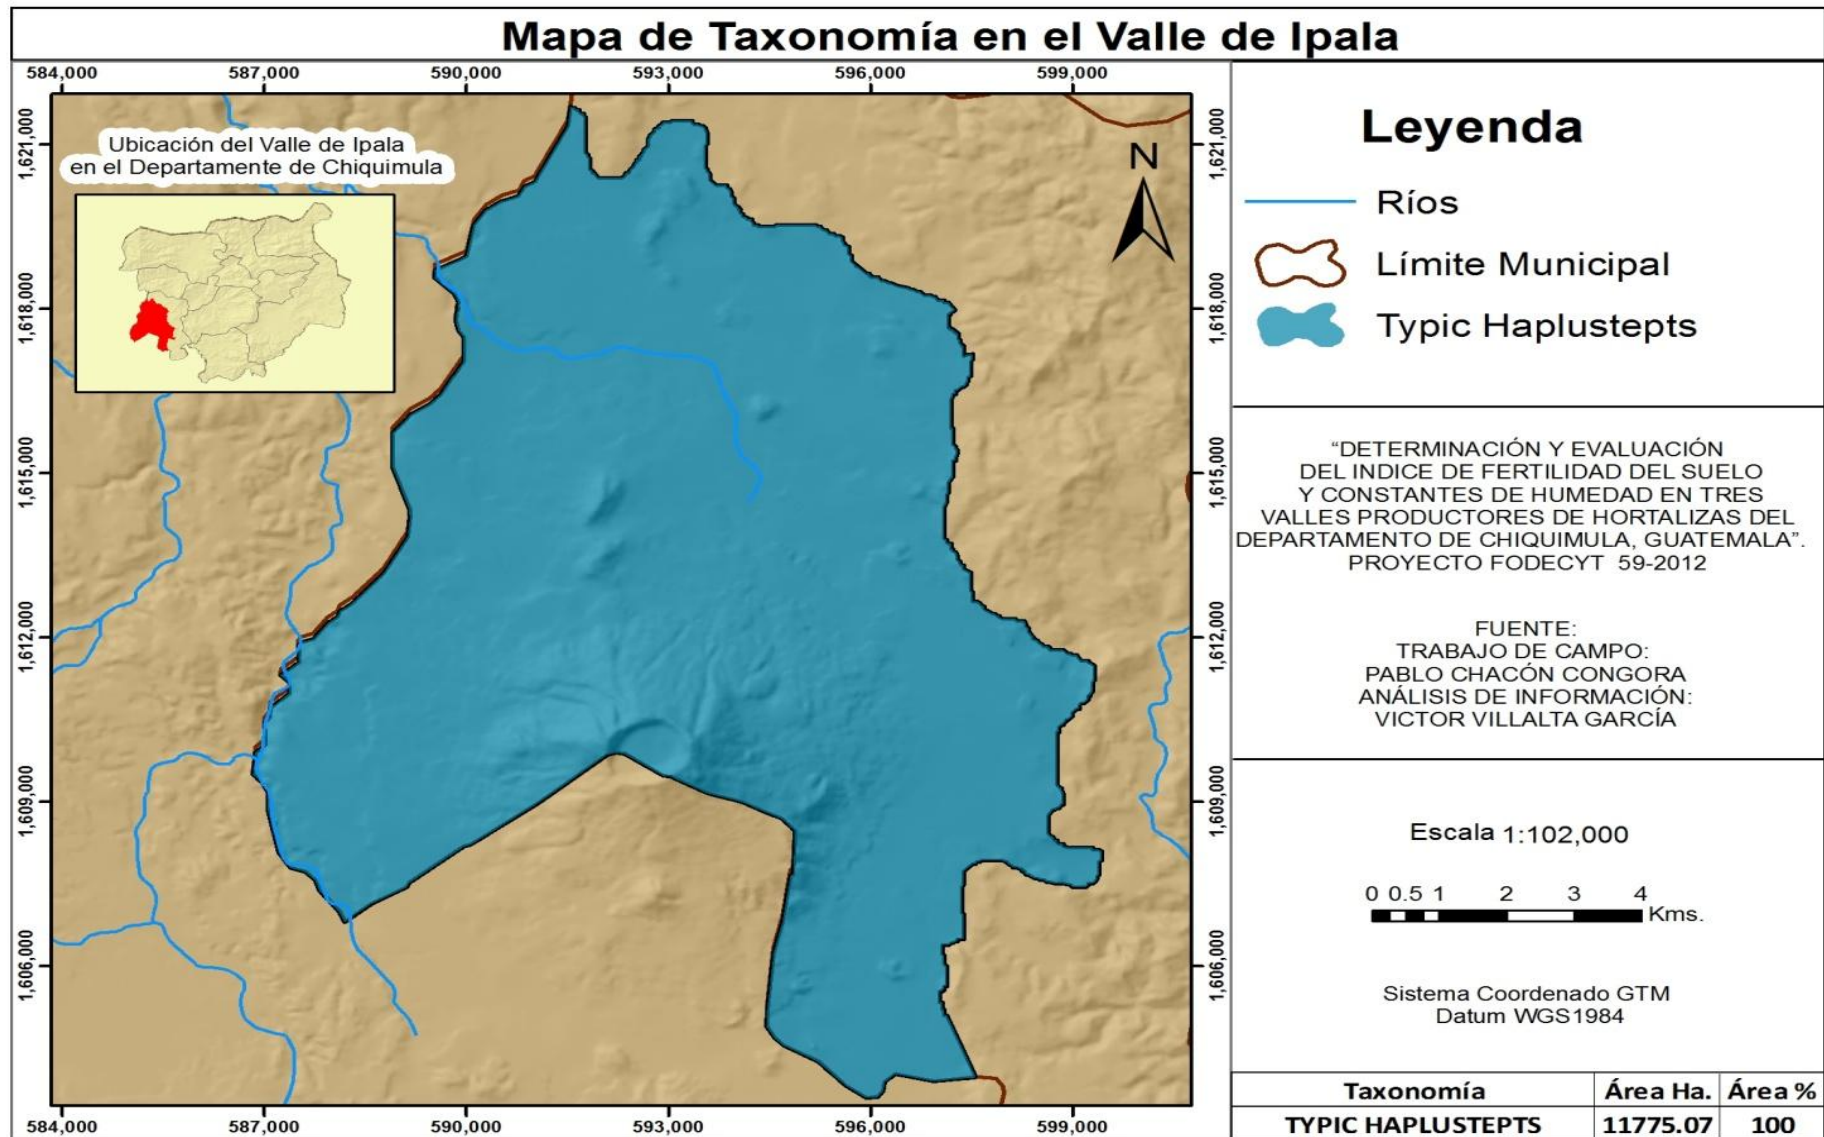 Mapa de Taxonomía en el Valle de Ipala
584,000 587,000 590,000 593,000 596,000 599,000
Ubicación del Valle de Ipala
en el Departamente de Chiquimula
1,621,000
1,618,000
1,615,000
1,612,000
1,609,000
1,606,000
N
1,621,000
1,618,000
1,615,000
1,612,000
1,609,000
1,606,000
584,000 587,000 590,000 593,000 596,000 599,000
Leyenda
Ríos
Límite Municipal
Typic Haplustepts
“DETERMINACIÓN Y EVALUACIÓN
DEL INDICE DE FERTILIDAD DEL SUELO
Y CONSTANTES DE HUMEDAD EN TRES
VALLES PRODUCTORES DE HORTALIZAS DEL
DEPARTAMENTO DE CHIQUIMULA, GUATEMALA”.
PROYECTO FODECYT 59-2012
FUENTE:
TRABAJO DE CAMPO:
PABLO CHACÓN CONGORA
ANÁLISIS DE INFORMACIÓN:
VICTOR VILLALTA GARCÍA
Escala 1:102,000
0 0.5 1 2 3 4
Kms.
Sistema Coordenado GTM
Datum WGS1984
Taxonomía Área Ha. Área %
TYPIC HAPLUSTEPTS 11775.07 100